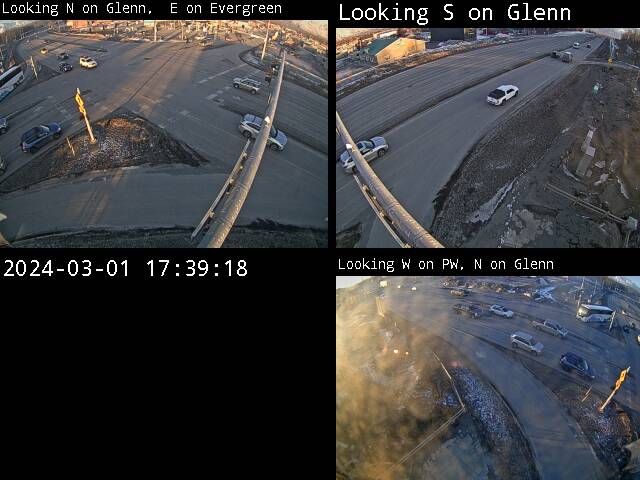 Looking N on Glenn,  E on Evergreen
Looking S on Glenn
2024-03-01 17:39:18
Looking W on PW, N on Glenn